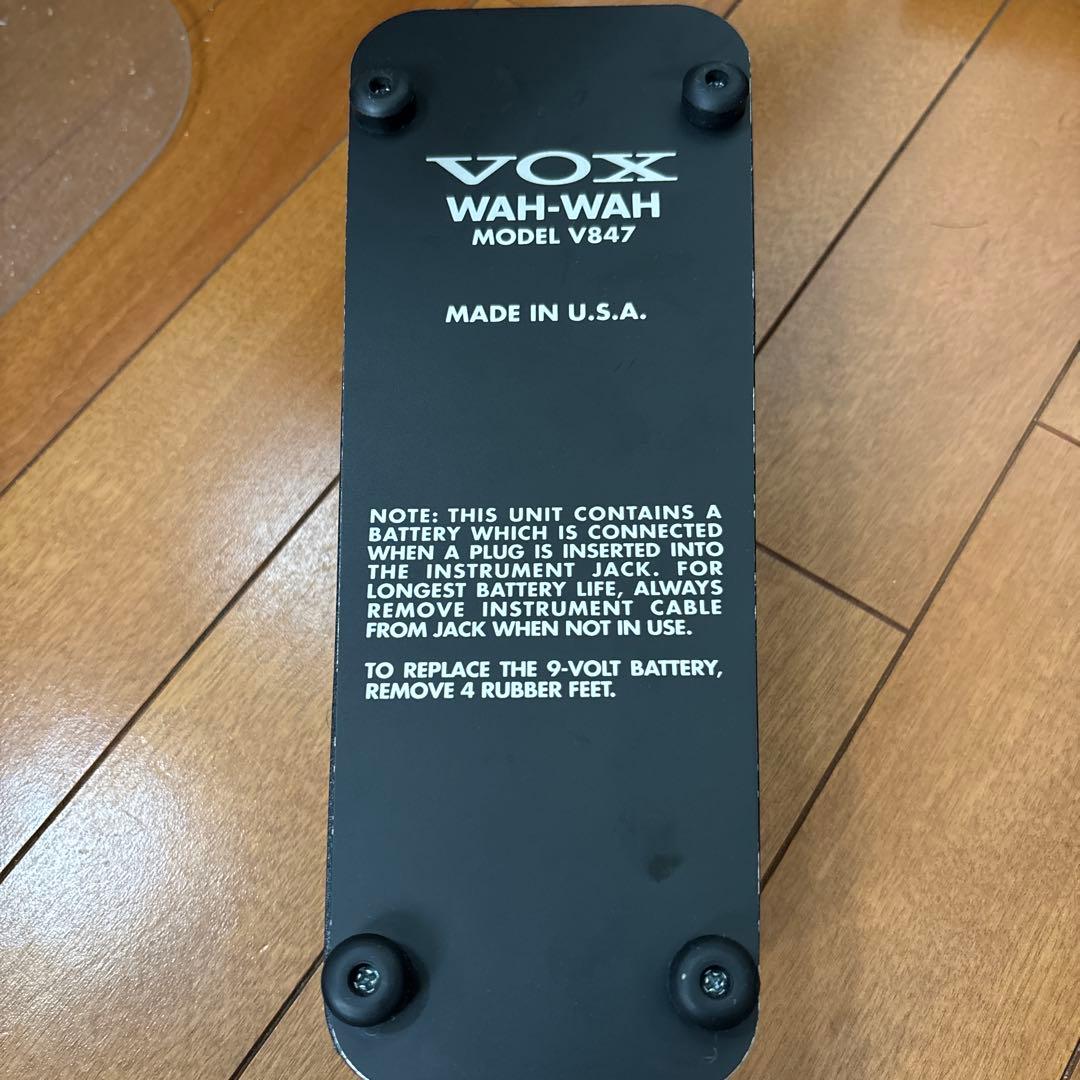 VOX
WAH-WAH
MODEL V847
MADE IN U.S.A.
NOTE: THIS UNIT CONTAINS A
BATTERY WHICH IS CONNECTED
WHEN A PLUG IS INSERTED INTO
THE INSTRUMENT JACK. FOR
LONGEST BATTERY LIFE, ALWAYS
REMOVE INSTRUMENT CABLE
FROM JACK WHEN NOT IN USE.
TO REPLACE THE 9-VOLT BATTERY,
REMOVE 4 RUBBER FEET.